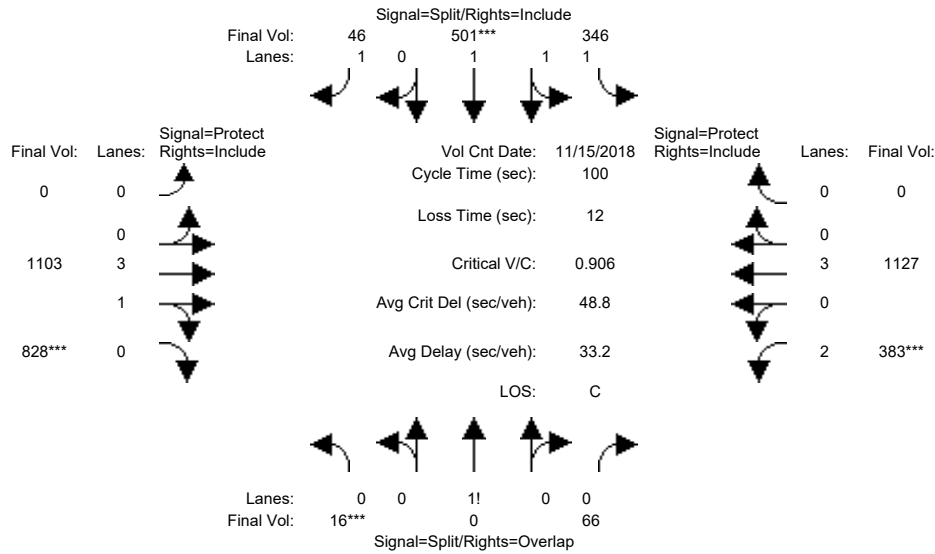 Signal=Split/Rights=Include
Final Vol: 46 501*** 346
Lanes: 1 0 1 1 1
Signal=Protect
Final Vol: Lanes: Rights=Include
Vol Cnt Date: 11/15/2018
Signal=Protect
Rights=Include Lanes: Final Vol:
Cycle Time (sec): 100
0 0
0 0
Loss Time (sec): 12
0
0
1103 3
Critical V/C: 0.906
3 1127
1
Avg Crit Del (sec/veh): 48.8
0
828*** 0
Avg Delay (sec/veh): 33.2
2 383***
LOS: C
Lanes: 0 0 1! 0 0
Final Vol: 16*** 0 66
Signal=Split/Rights=Overlap